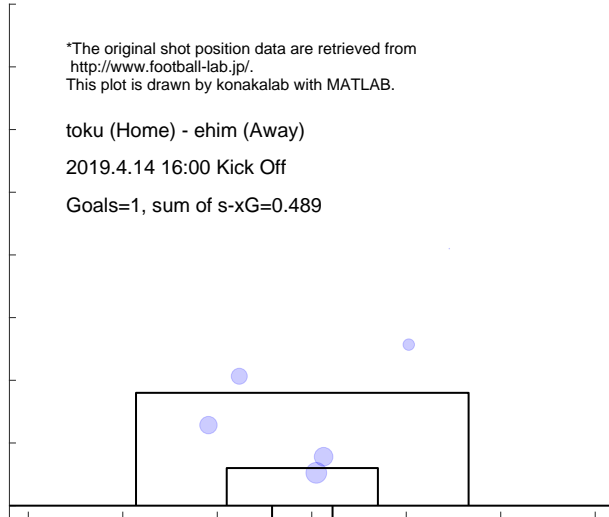 *The original shot position data are retrieved from
http://www.football-lab.jp/.
This plot is drawn by konakalab with MATLAB.
toku (Home) - ehim (Away)
2019.4.14 16:00 Kick Off
Goals=1, sum of s-xG=0.489